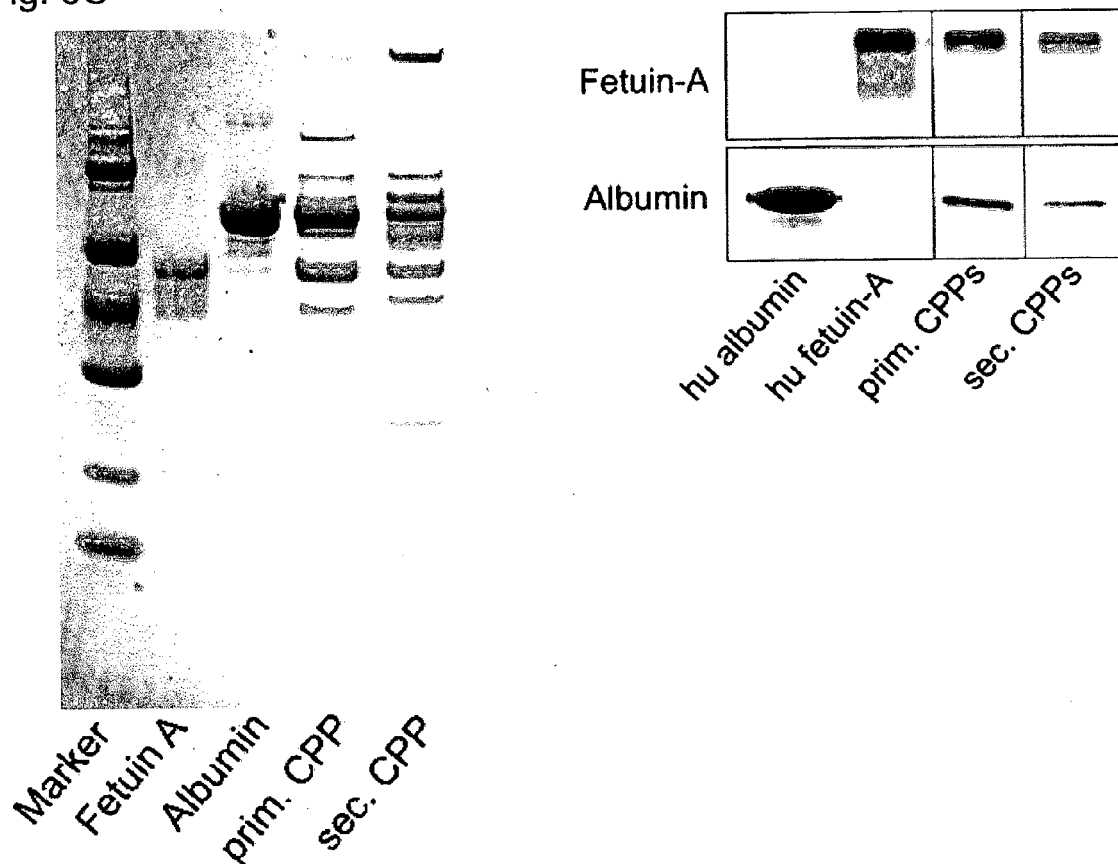 Fetuin-A
Albumin
hu albumin
hu fetuin-A
prim. CPPs
sec. CPPs
Marker
Fetuin A
Albumin
prim. CPP
sec. CPP